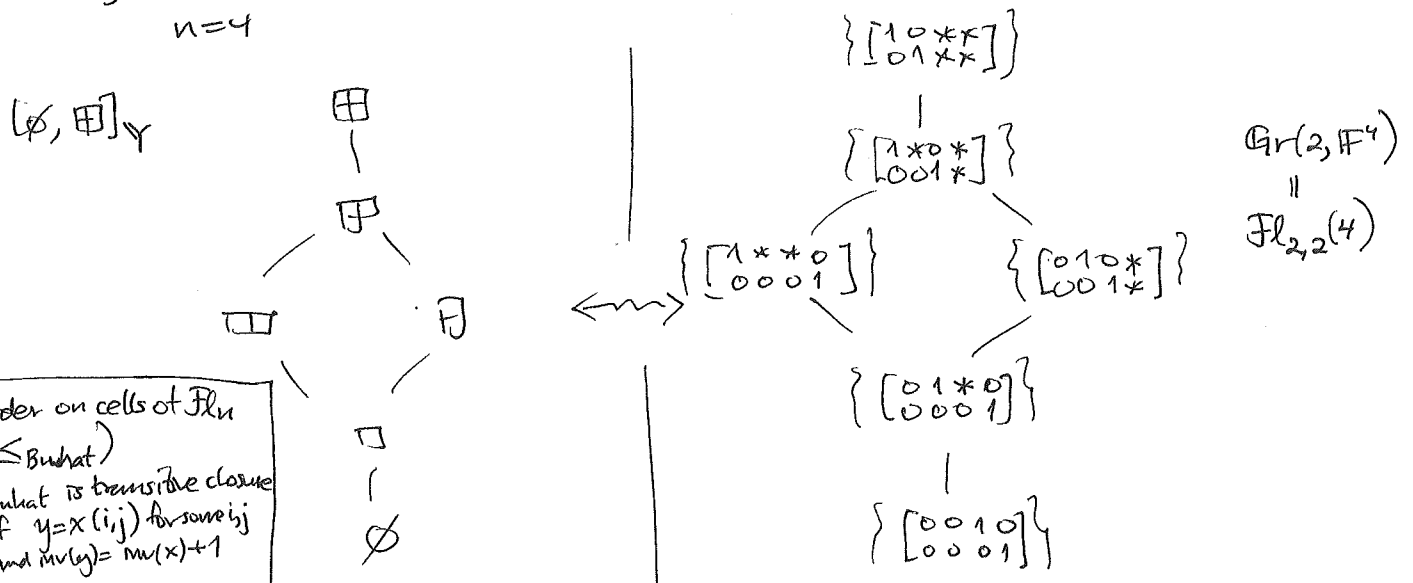 n=4
[∅, ⊞]_Y
∅
{[1 0 * *
0 1 * *]}
{[1 * 0 *
0 0 1 *]}
{[1 * * 0
0 0 0 1]}
{[0 1 0 *
0 0 1 *]}
{[0 1 * 0
0 0 0 1]}
{[0 0 1 0
0 0 0 1]}
Gr(2, 𝔽⁴)
=
Fl_{2,2}(4)
der on cells of Fl_n
≤_{Bruhat})
uhat is transitive closure
f y=x(i,j) for some i,j
and inv(y)= inv(x)+1